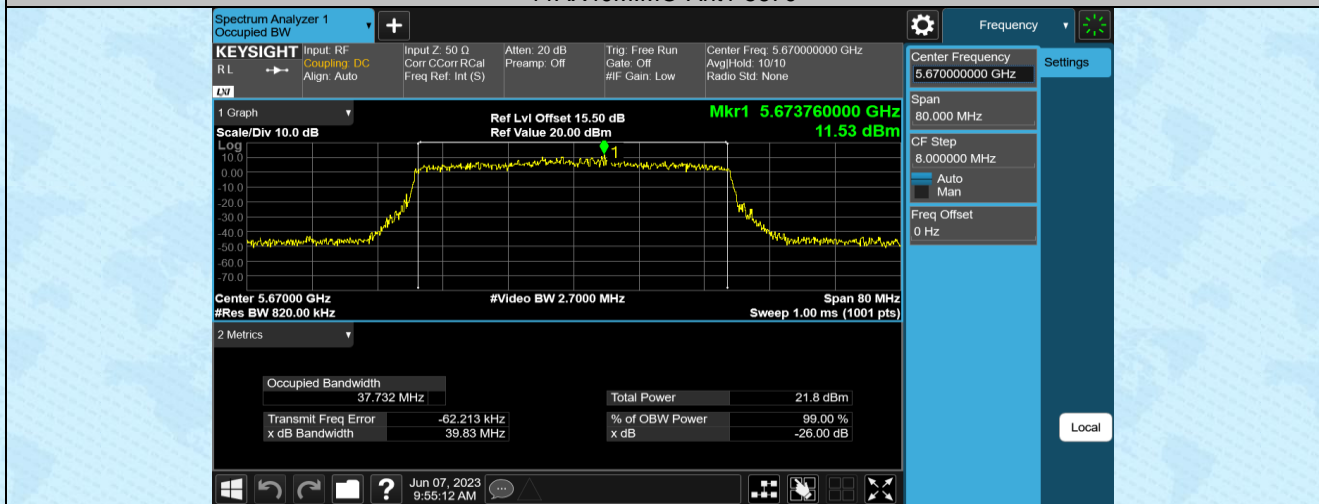 Spectrum Analyzer 1
Occupied BW
+
Frequency
KEYSIGHT
R L
LXI
Input: RF
Coupling: DC
Align: Auto
Input Z: 50 Ω
Corr CCorr RCal
Freq Ref: Int (S)
Atten: 20 dB
Preamp: Off
Trig: Free Run
Gate: Off
#IF Gain: Low
Center Freq: 5.670000000 GHz
Avg|Hold: 10/10
Radio Std: None
Center Frequency
5.670000000 GHz
Settings
Span
80.000 MHz
CF Step
8.000000 MHz
Auto
Man
Freq Offset
0 Hz
1 Graph
Scale/Div 10.0 dB
Ref Lvl Offset 15.50 dB
Ref Value 20.00 dBm
Mkr1 5.673760000 GHz
11.53 dBm
Log
10.0
0.00
-10.0
-20.0
-30.0
-40.0
-50.0
-60.0
-70.0
1
Center 5.67000 GHz
#Res BW 820.00 kHz
#Video BW 2.7000 MHz
Span 80 MHz
Sweep 1.00 ms (1001 pts)
2 Metrics
Occupied Bandwidth
37.732 MHz
Transmit Freq Error -62.213 kHz
x dB Bandwidth 39.83 MHz
Total Power 21.8 dBm
% of OBW Power 99.00 %
x dB -26.00 dB
Local
?
Jun 07, 2023
9:55:12 AM